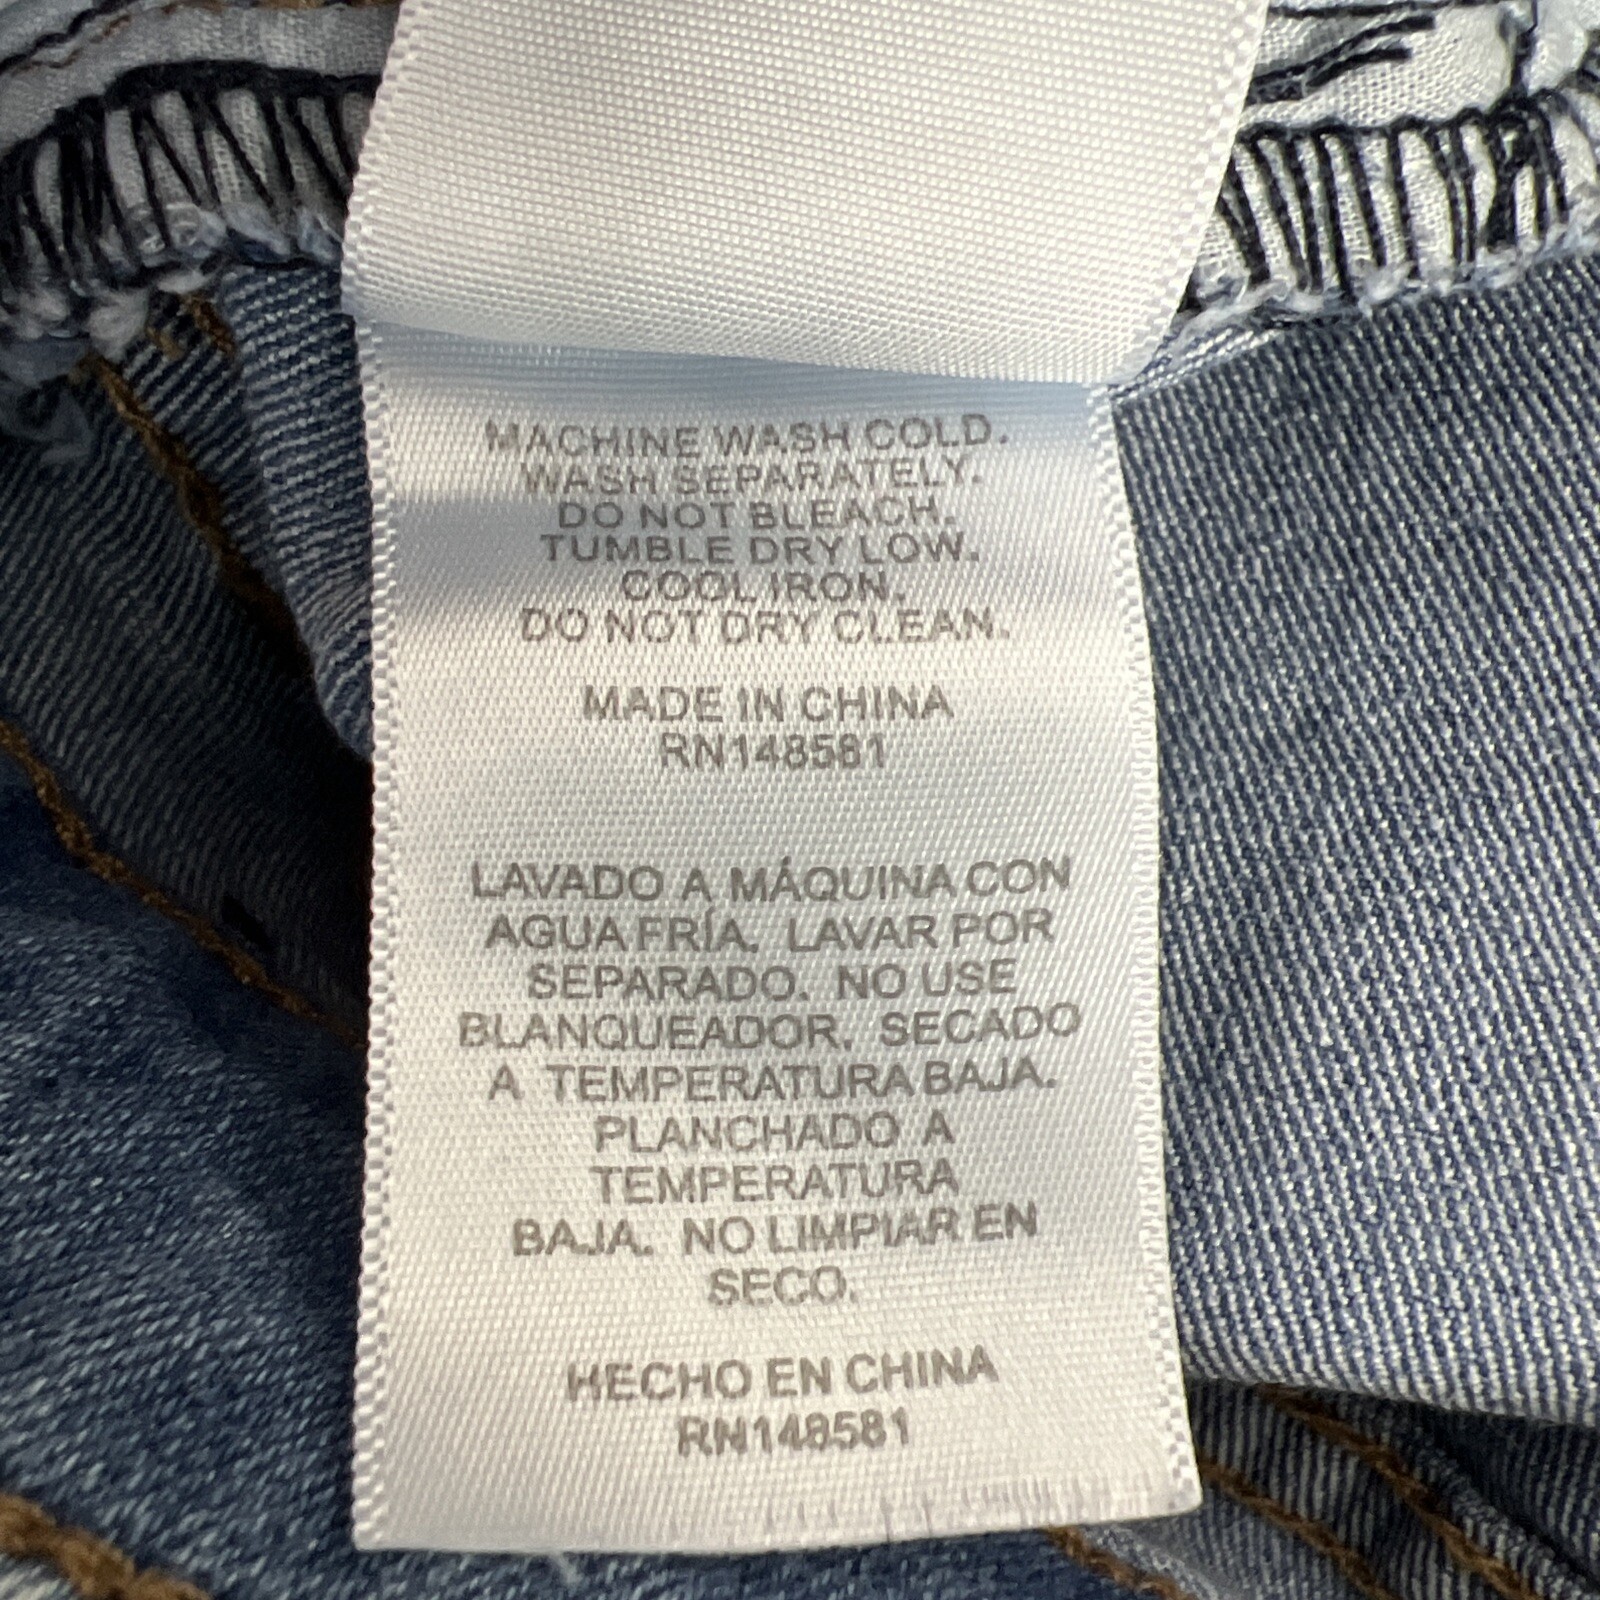 MACHINE WASH COLD.
WASH SEPARATELY.
DO NOT BLEACH.
TUMBLE DRY LOW.
COOL IRON.
DO NOT DRY CLEAN.
MADE IN CHINA
RN148581
LAVADO A MÁQUINA CON
AGUA FRÍA. LAVAR POR
SEPARADO. NO USE
BLANQUEADOR. SECADO
A TEMPERATURA BAJA.
PLANCHADO A
TEMPERATURA
BAJA. NO LIMPIAR EN
SECO.
HECHO EN CHINA
RN148581